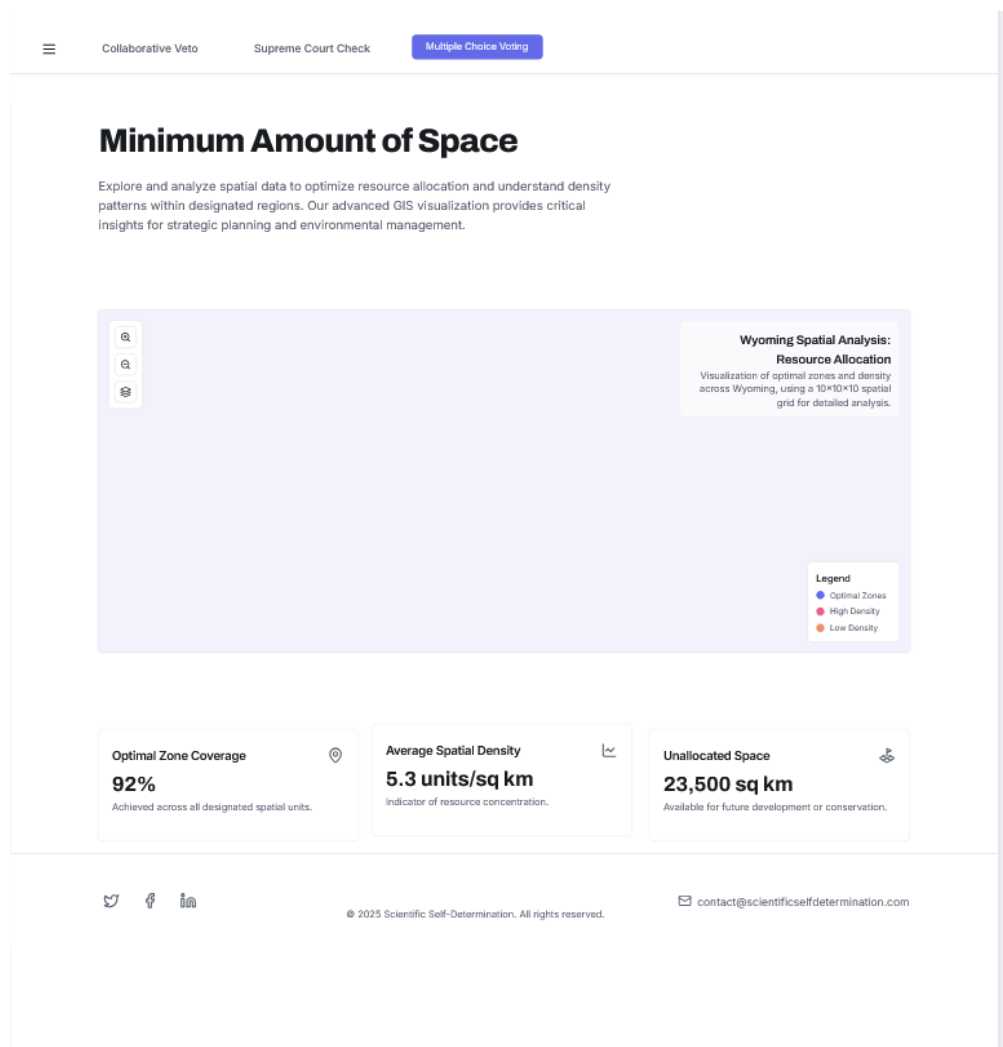 Collaborative Veto
Supreme Court Check
Multiple Choice Voting
Minimum Amount of Space
Explore and analyze spatial data to optimize resource allocation and understand density
patterns within designated regions. Our advanced GIS visualization provides critical
insights for strategic planning and environmental management.
Wyoming Spatial Analysis:
Resource Allocation
Visualization of optimal zones and density
across Wyoming, using a 10×10×10 spatial
grid for detailed analysis.
Legend
Optimal Zones
High Density
Low Density
Optimal Zone Coverage
92%
Achieved across all designated spatial units.
Average Spatial Density
5.3 units/sq km
Indicator of resource concentration.
Unallocated Space
23,500 sq km
Available for future development or conservation.
© 2025 Scientific Self-Determination. All rights reserved.
contact@scientificselfdetermination.com